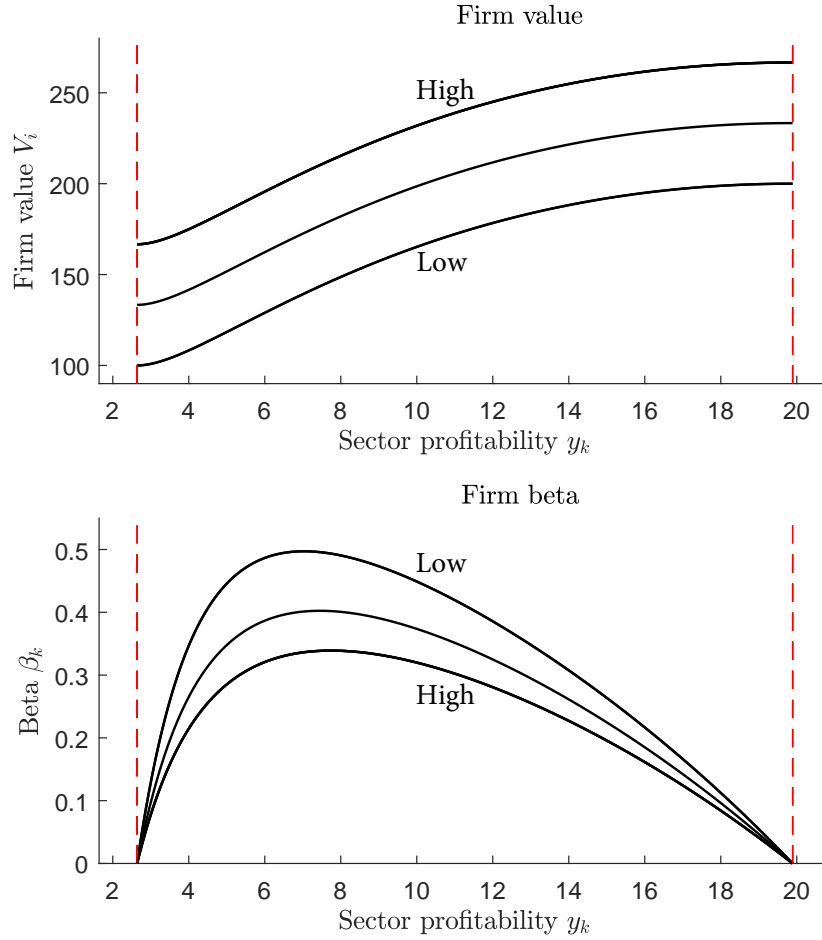 Firm value
Firm value V_i
250
200
150
100
High
Low
2 4 6 8 10 12 14 16 18 20
Sector profitability y_k
Firm beta
Beta β_k
0.5
0.4
0.3
0.2
0.1
0
Low
High
2 4 6 8 10 12 14 16 18 20
Sector profitability y_k